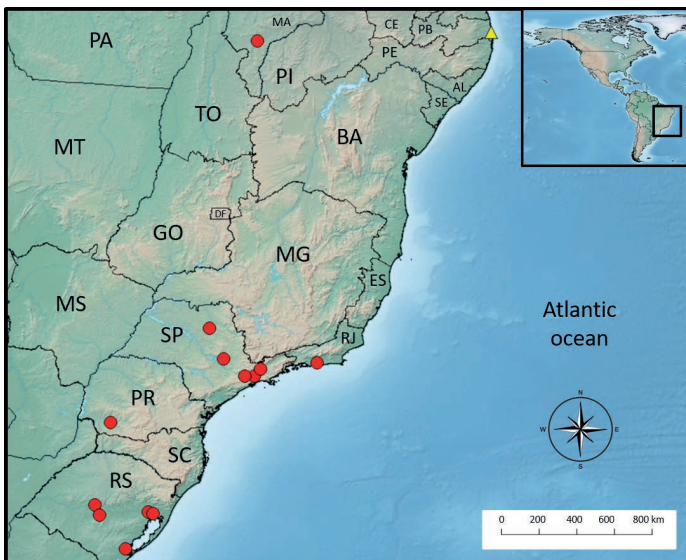 MA
CE
PB
PA
PE
PI
AL
TO
SE
BA
MT
DF
GO
MG
ES
MS
Atlantic
ocean
SP
RJ
PR
N
W
E
S
SC
RS
0 200 400 600 800 km